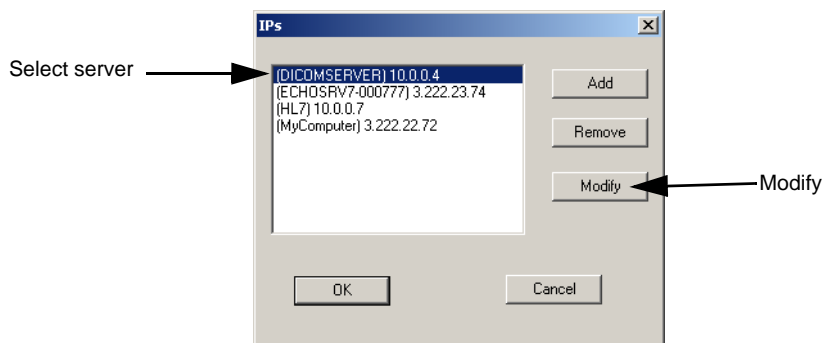 IPs
Select server
(DICOMSERVER) 10.0.0.4
(ECHOSRV7-000777) 3.222.23.74
(HL7) 10.0.0.7
(MyComputer) 3.222.22.72
Add
Remove
Modify
Modify
OK
Cancel